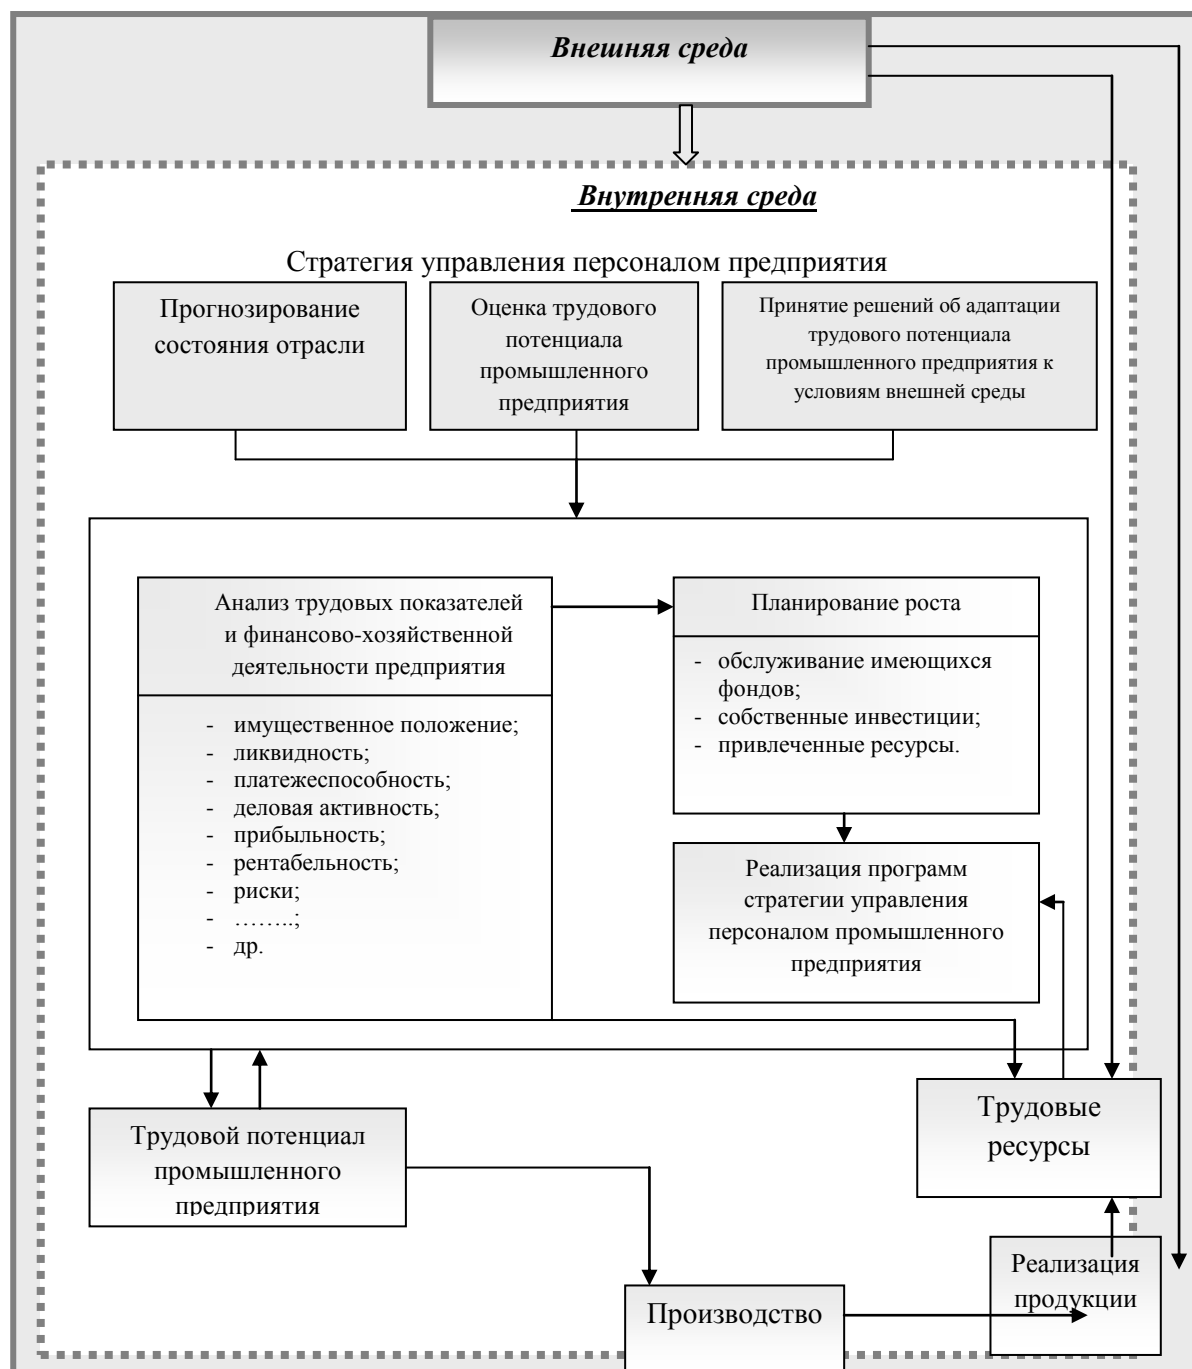 Внешняя среда
Внутренняя среда
Стратегия управления персоналом предприятия
Прогнозирование
состояния отрасли
Оценка трудового
потенциала
промышленного
предприятия
Принятие решений об адаптации
трудового потенциала
промышленного предприятия к
условиям внешней среды
Анализ трудовых показателей
и финансово-хозяйственной
деятельности предприятия
- имущественное положение;
- ликвидность;
- платежеспособность;
- деловая активность;
- прибыльность;
- рентабельность;
- риски;
- ……..;
- др.
Планирование роста
- обслуживание имеющихся
фондов;
- собственные инвестиции;
- привлеченные ресурсы.
Реализация программ
стратегии управления
персоналом промышленного
предприятия
Трудовой потенциал
промышленного
предприятия
Трудовые
ресурсы
Реализация
продукции
Производство